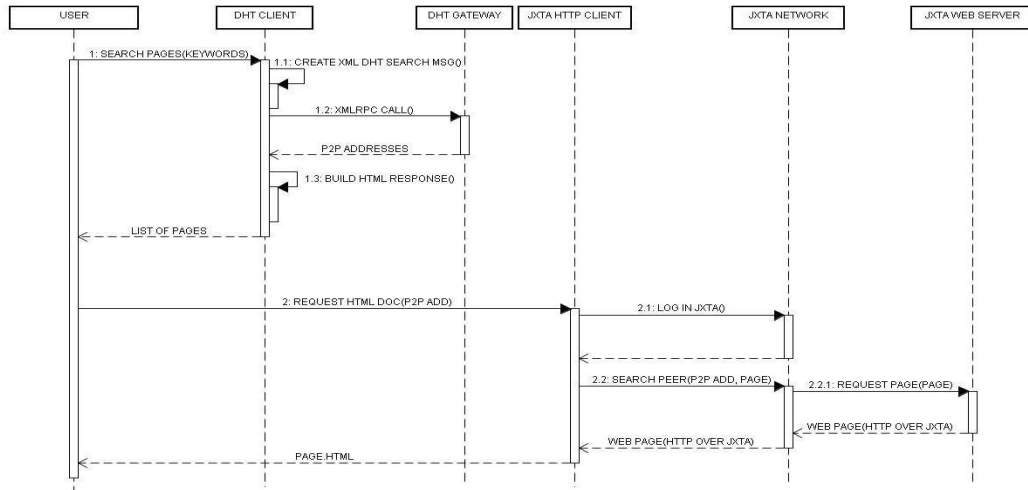 USER
DHT CLIENT
DHT GATEWAY
JXTA HTTP CLIENT
JXTA NETWORK
JXTA WEB SERVER
1: SEARCH PAGES(KEYWORDS)
1.1: CREATE XML DHT SEARCH MSG()
1.2: XMLRPC CALL()
P2P ADDRESSES
1.3: BUILD HTML RESPONSE()
LIST OF PAGES
2: REQUEST HTML DOC(P2P ADD)
2.1: LOG IN JXTA()
2.2: SEARCH PEER(P2P ADD, PAGE)
2.2.1: REQUEST PAGE(PAGE)
WEB PAGE(HTTP OVER JXTA)
WEB PAGE(HTTP OVER JXTA)
PAGE.HTML